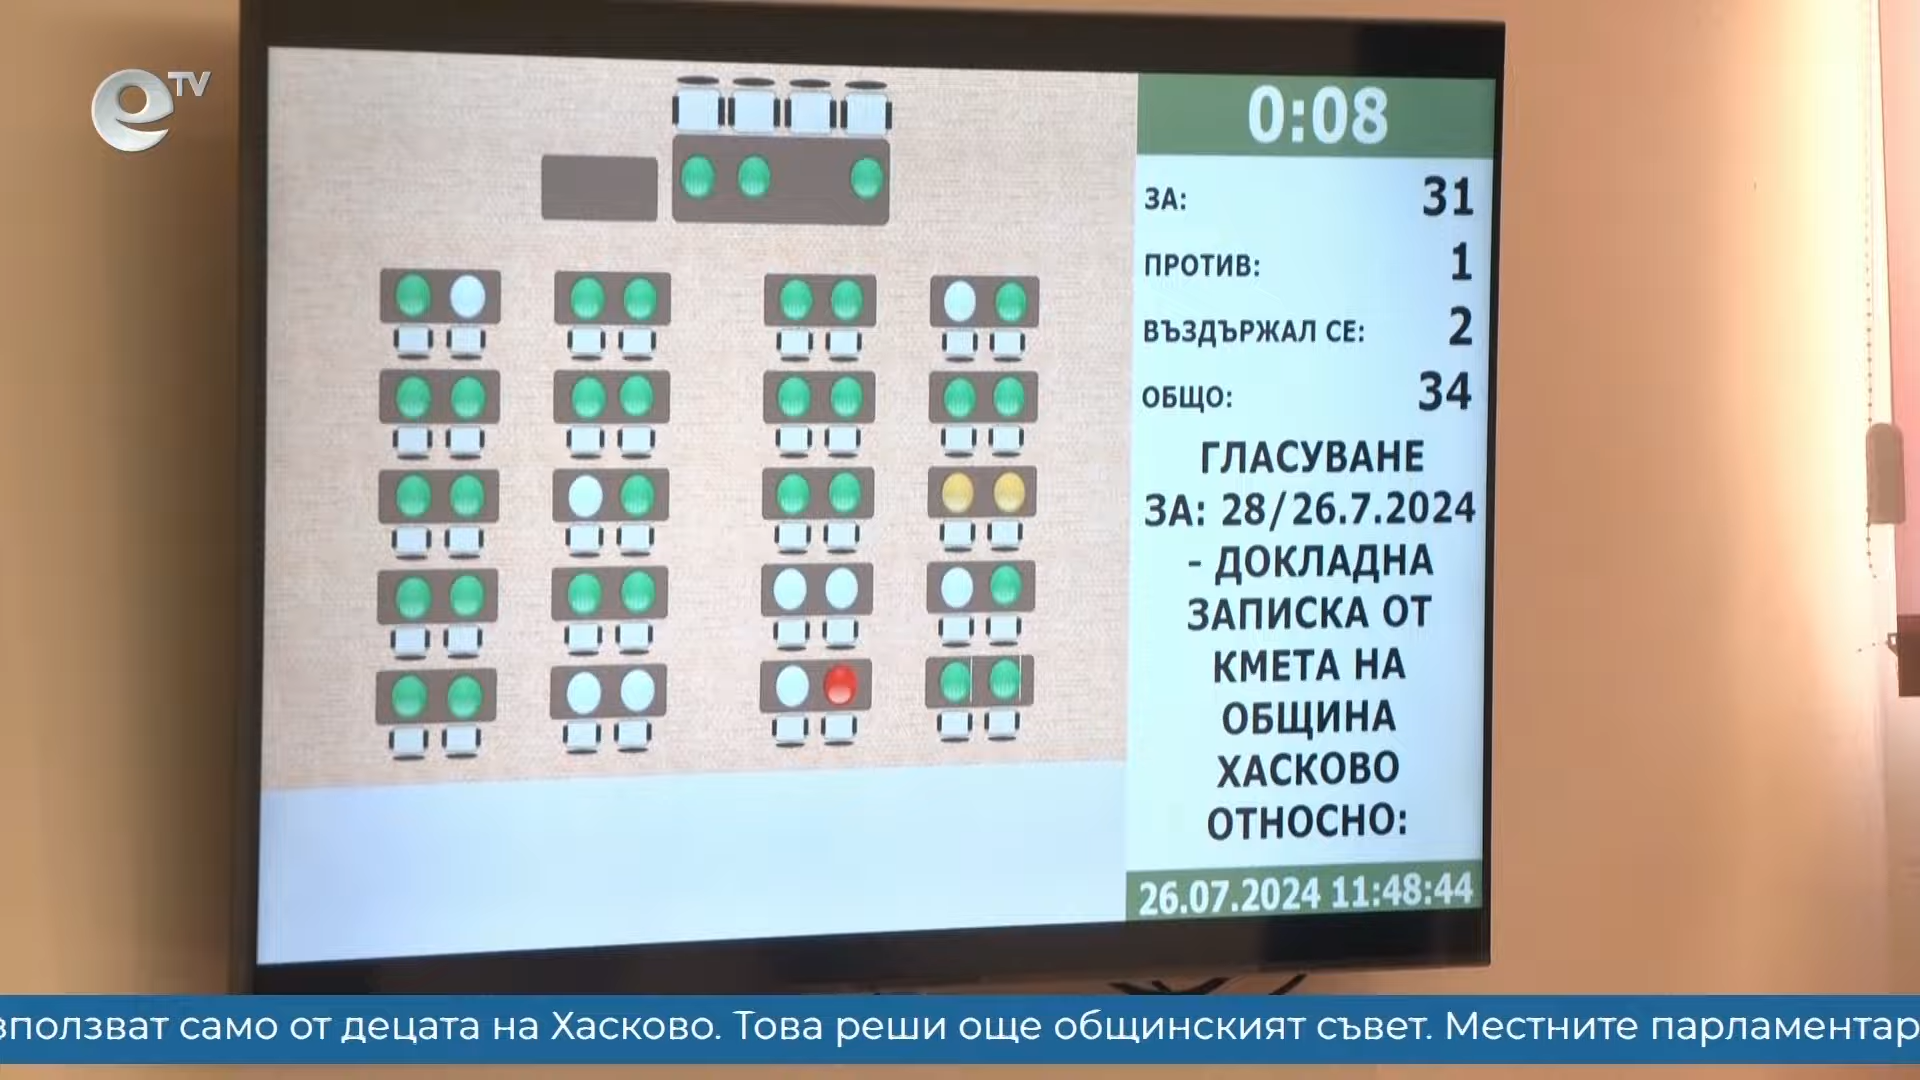 e TV
0:08
ЗА: 31
ПРОТИВ: 1
ВЪЗДЪРЖАЛ СЕ: 2
ОБЩО: 34
ГЛАСУВАНЕ
ЗА: 28/26.7.2024
- ДОКЛАДНА
ЗАПИСКА ОТ
КМЕТА НА
ОБЩИНА
ХАСКОВО
ОТНОСНО:
26.07.2024 11:48:44
зползват само от децата на Хасково. Това реши още общинският съвет. Местните парламентар